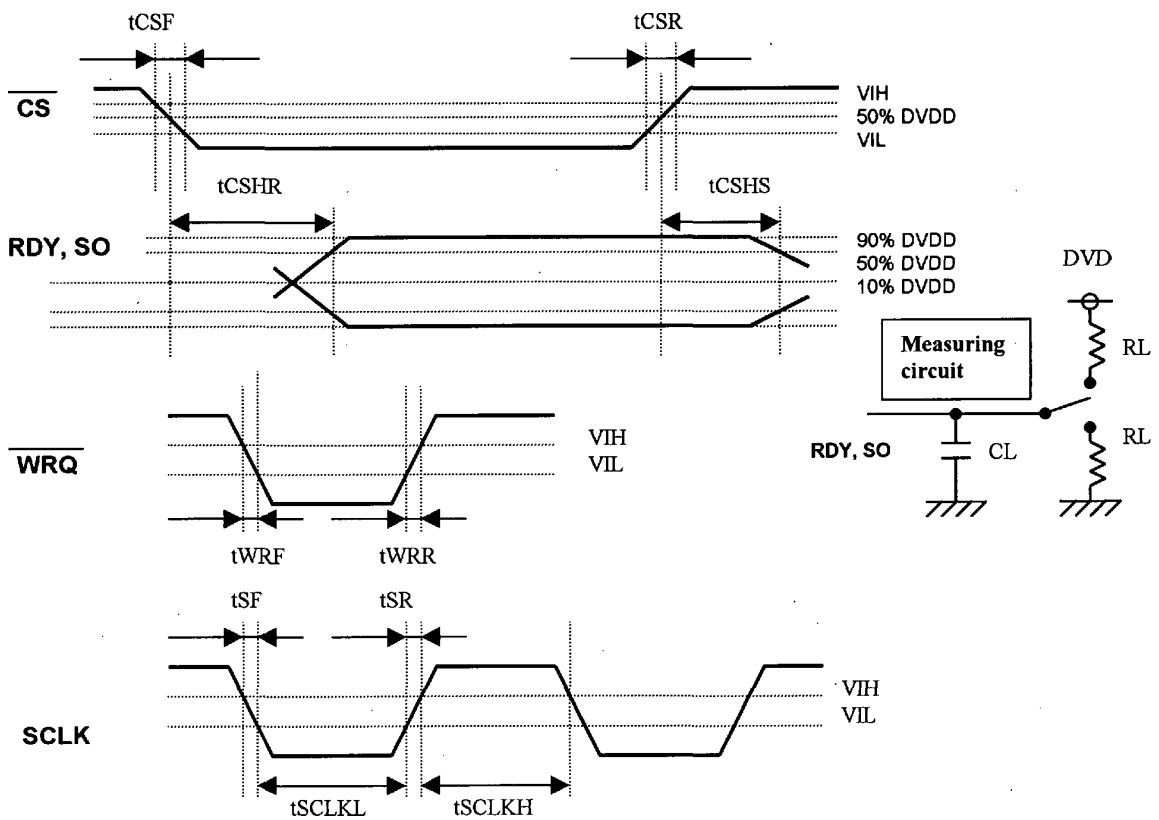 tCSF
tCSR
CS
VIH
50% DVDD
VIL
tCSHR
tCSHS
RDY, SO
90% DVDD
50% DVDD
10% DVDD
DVD
RL
Measuring
circuit
RL
RDY, SO
CL
WRQ
VIH
VIL
tWRF
tWRR
tSF
tSR
SCLK
VIH
VIL
tSCLKL
tSCLKH